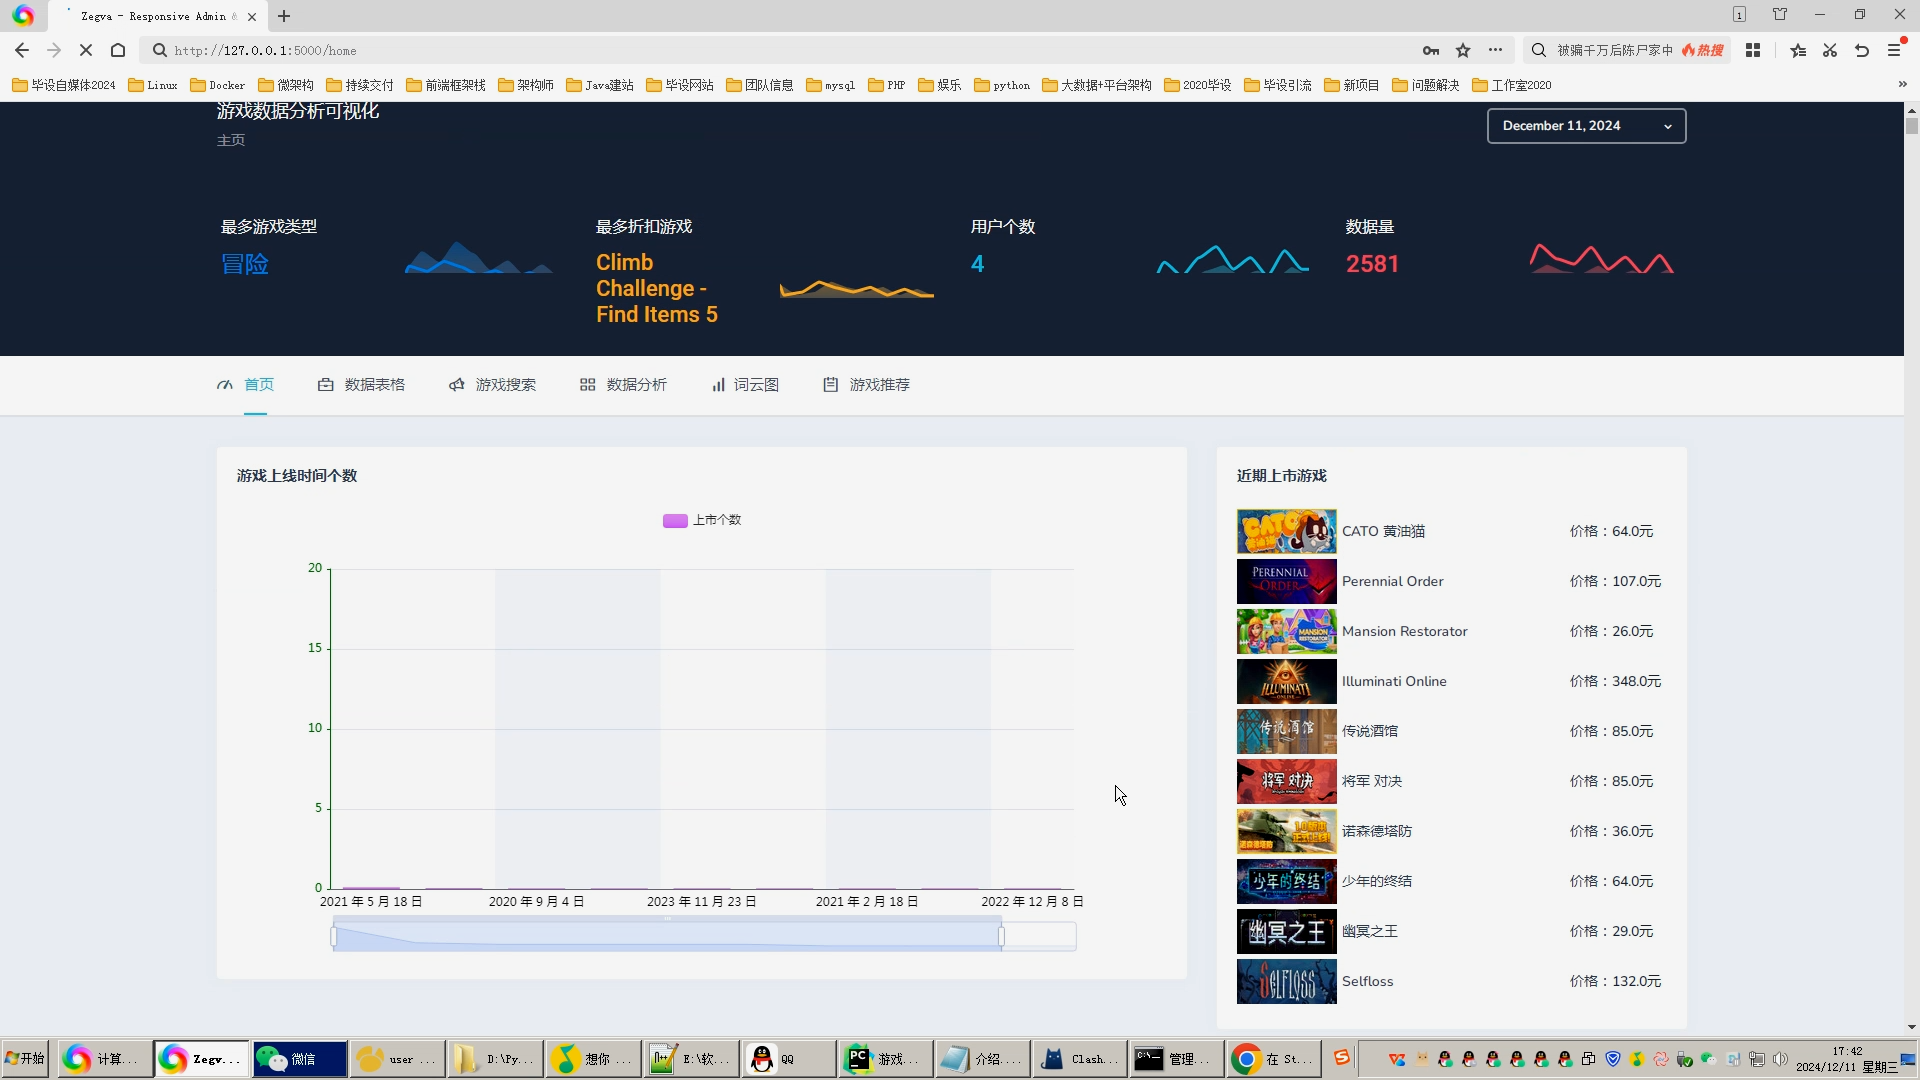 Zegva - Responsive Admin &
1
http://127.0.0.1:5000/home
被骗千万后陈尸家中
热搜
毕设自媒体2024
Linux
Docker
微架构
持续交付
前端框架栈
架构师
Java建站
毕设网站
团队信息
mysql
PHP
娱乐
python
大数据+平台架构
2020毕设
毕设引流
新项目
问题解决
工作室2020
游戏数据分析可视化
主页
December 11, 2024
最多游戏类型
冒险
最多折扣游戏
Climb
Challenge -
Find Items 5
用户个数
4
数据量
2581
首页
数据表格
游戏搜索
数据分析
词云图
游戏推荐
游戏上线时间个数
上市个数
20
15
10
5
0
2021 年 5 月 18 日
2020 年 9 月 4 日
2023 年 11 月 23 日
2021 年 2 月 18 日
2022 年 12 月 8 日
近期上市游戏
CATO
CATO 黄油猫
价格：64.0元
PERENNIAL
ORDER
Perennial Order
价格：107.0元
MANSION
RESTORATOR
Mansion Restorator
价格：26.0元
ILLUMINATI
ONLINE
Illuminati Online
价格：348.0元
传说酒馆
传说酒馆
价格：85.0元
将军 对决
将军 对决
价格：85.0元
1.0版本
正式上线!
诺森德塔防
诺森德塔防
价格：36.0元
少年的终结
少年的终结
价格：64.0元
幽冥之王
幽冥之王
价格：29.0元
SELFLOSS
Selfloss
价格：132.0元
开始
计算...
Zegv...
微信
user ...
D:\Py...
想你 ...
E:\软...
QQ
游戏...
介绍...
Clash...
管理...
在 St...
17:42
2024/12/11 星期三